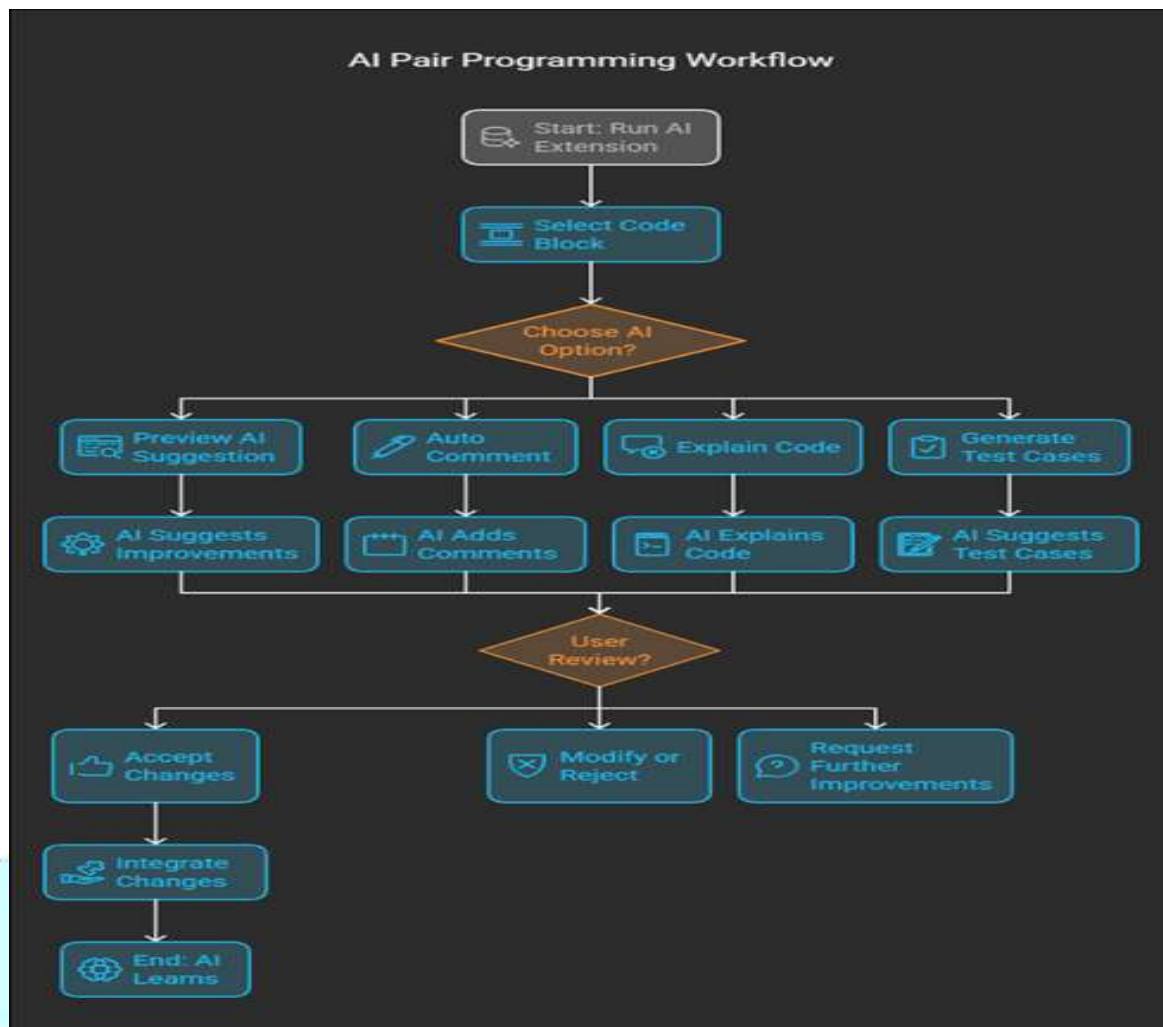 AI Pair Programming Workflow
Start: Run AI
Extension
Select Code
Block
Choose AI
Option?
Preview AI
Suggestion
Auto
Comment
Explain Code
Generate
Test Cases
AI Suggests
Improvements
AI Adds
Comments
AI Explains
Code
AI Suggests
Test Cases
User
Review?
Accept
Changes
Modify or
Reject
Request
Further
Improvements
Integrate
Changes
End: AI
Learns